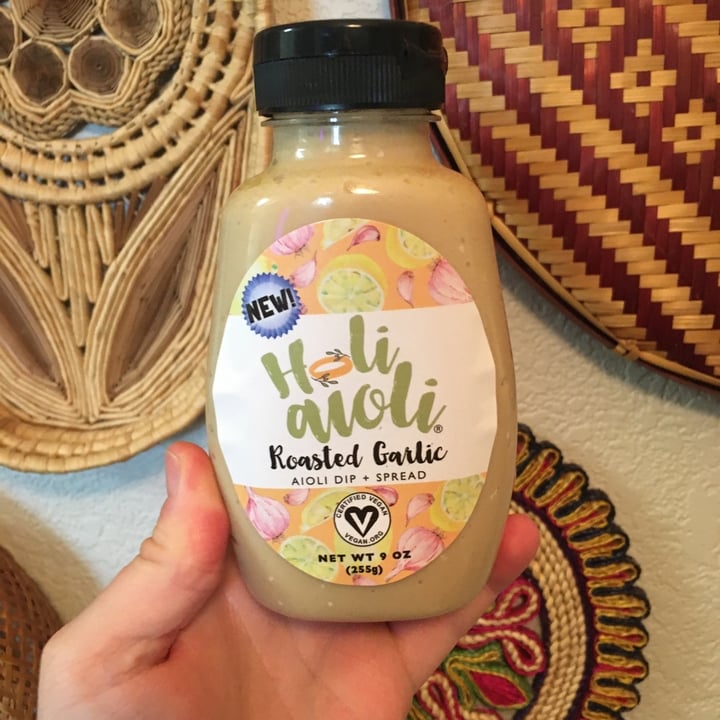 NEW!
Holi
aioli®
Roasted Garlic
AIOLI DIP + SPREAD
CERTIFIED VEGAN
V
VEGAN.ORG
NET WT 9 OZ
(255g)